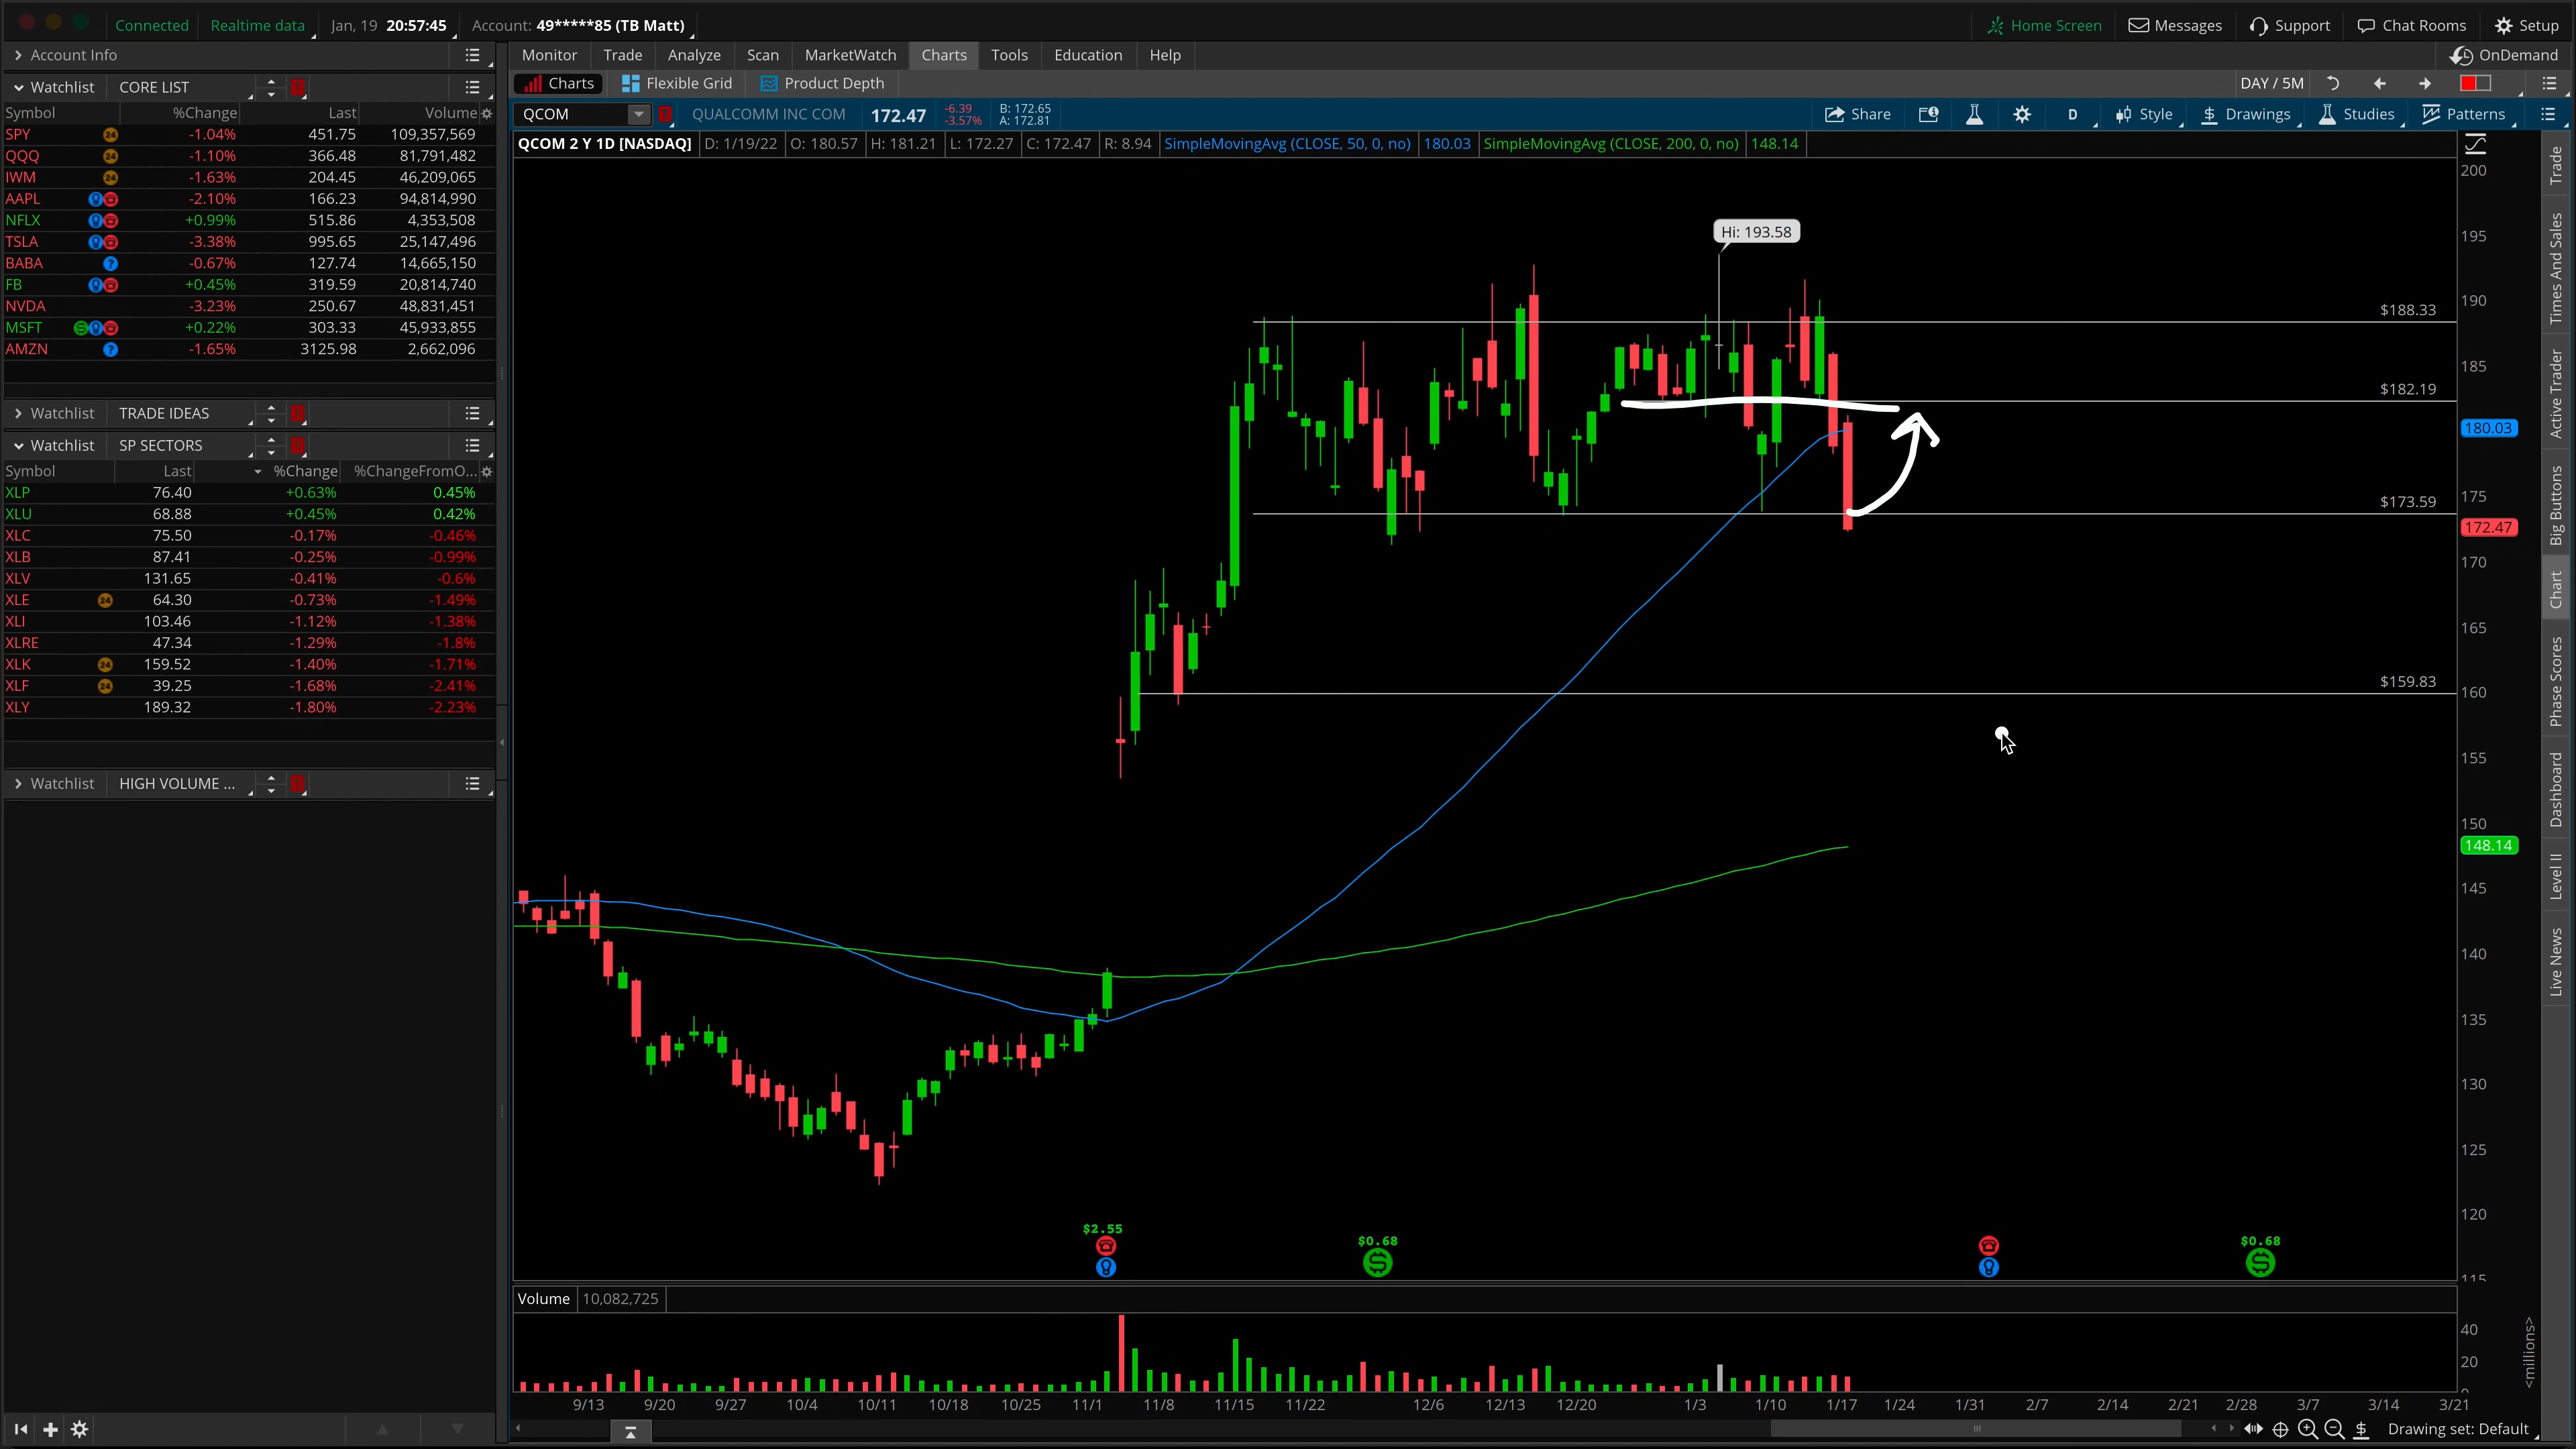 Connected Realtime data Jan, 19 20:57:45 Account: 49*****85 (TB Matt) Home Screen Messages Support Chat Rooms Setup
Account Info
Monitor Trade Analyze Scan MarketWatch Charts Tools Education Help OnDemand
Charts Flexible Grid Product Depth DAY / 5M
QCOM QUALCOMM INC COM 172.47 -6.39 -3.57% B: 172.65 A: 172.81 Share D Style Drawings Studies Patterns
QCOM 2 Y 1D [NASDAQ] D: 1/19/22 O: 180.57 H: 181.21 L: 172.27 C: 172.47 R: 8.94 SimpleMovingAvg (CLOSE, 50, 0, no) 180.03 SimpleMovingAvg (CLOSE, 200, 0, no) 148.14
Watchlist CORE LIST
Symbol %Change Last Volume
SPY 24 -1.04% 451.75 109,357,569
QQQ 24 -1.10% 366.48 81,791,482
IWM 24 -1.63% 204.45 46,209,065
AAPL -2.10% 166.23 94,814,990
NFLX +0.99% 515.86 4,353,508
TSLA -3.38% 995.65 25,147,496
BABA ? -0.67% 127.74 14,665,150
FB +0.45% 319.59 20,814,740
NVDA -3.23% 250.67 48,831,451
MSFT +0.22% 303.33 45,933,855
AMZN ? -1.65% 3125.98 2,662,096
Watchlist TRADE IDEAS
Watchlist SP SECTORS
Symbol Last %Change %ChangeFromO...
XLP 76.40 +0.63% 0.45%
XLU 68.88 +0.45% 0.42%
XLC 75.50 -0.17% -0.46%
XLB 87.41 -0.25% -0.99%
XLV 131.65 -0.41% -0.6%
XLE 24 64.30 -0.73% -1.49%
XLI 103.46 -1.12% -1.38%
XLRE 47.34 -1.29% -1.8%
XLK 24 159.52 -1.40% -1.71%
XLF 24 39.25 -1.68% -2.41%
XLY 189.32 -1.80% -2.23%
Watchlist HIGH VOLUME ...
Hi: 193.58
$188.33
$182.19
$173.59
$159.83
200
195
190
185
180.03
175
172.47
170
165
160
155
150
148.14
145
140
135
130
125
120
115
$2.55
$0.68
$0.68
Volume 10,082,725
40
20
0
<millions>
9/13 9/20 9/27 10/4 10/11 10/18 10/25 11/1 11/8 11/15 11/22 12/6 12/13 12/20 1/3 1/10 1/17 1/24 1/31 2/7 2/14 2/21 2/28 3/7 3/14 3/21
Drawing set: Default
Trade
Times And Sales
Active Trader
Big Buttons
Chart
Phase Scores
Dashboard
Level II
Live News